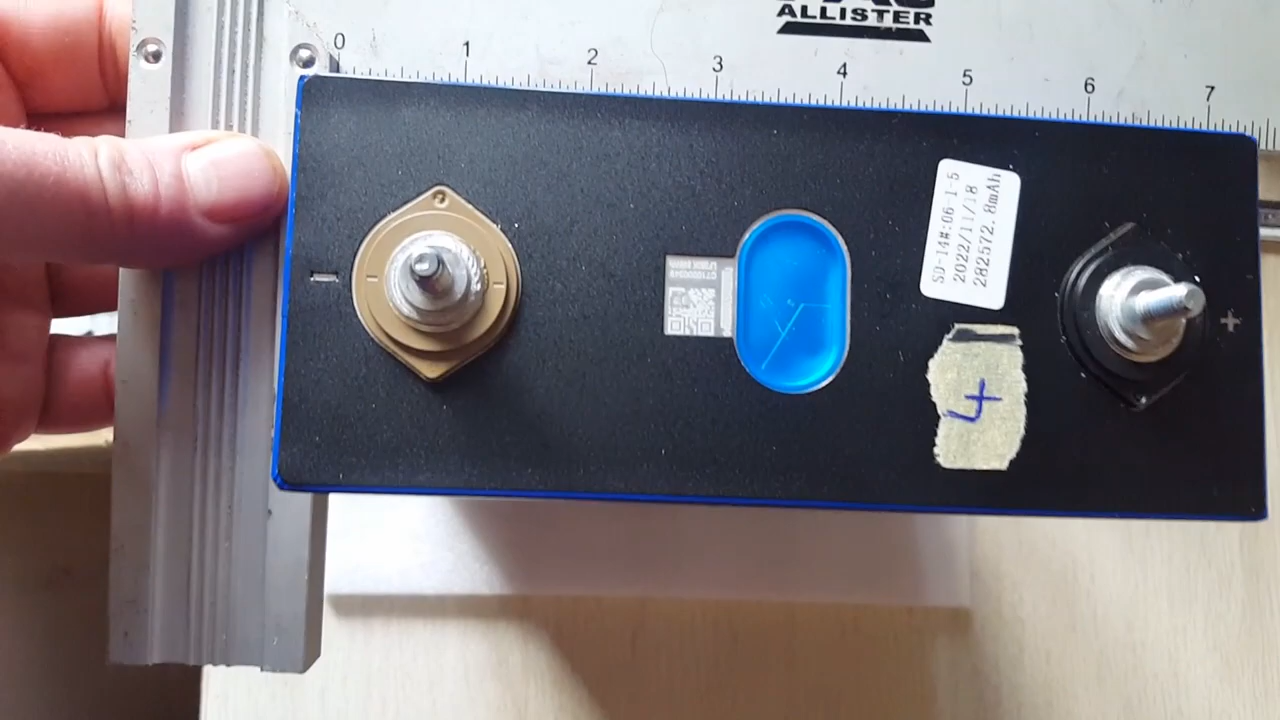 ALLISTER
0 1 2 3 4 5 6 7
SD-14#:06-1-5
2022/11/18
282572.8mAh
4
- +